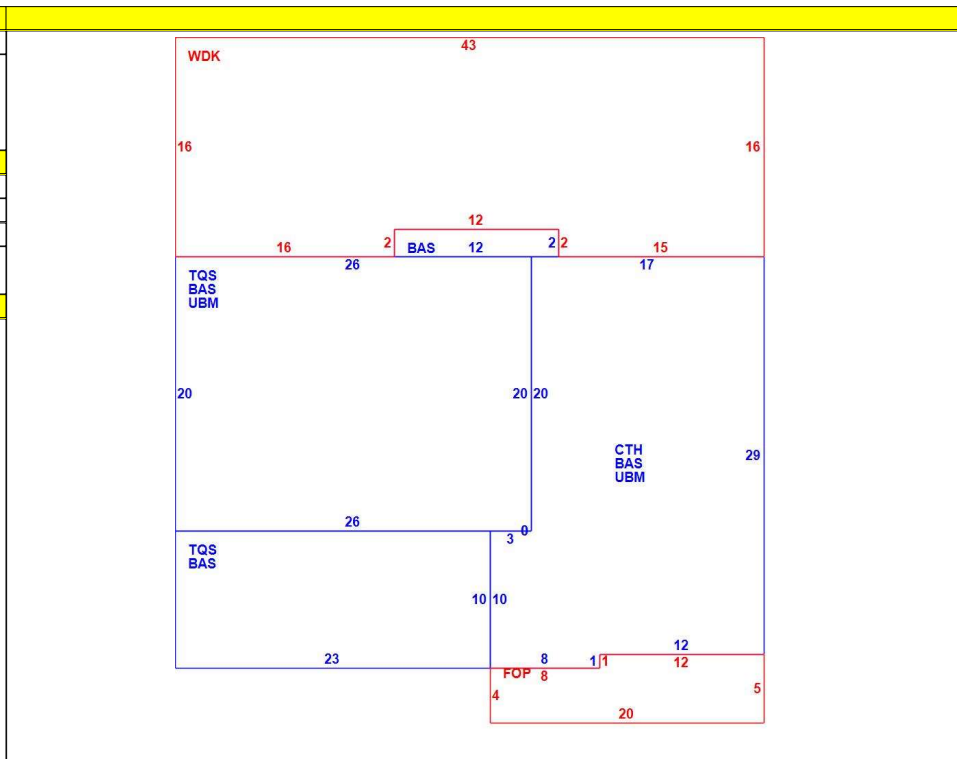 43
WDK
16 16
12
16 2 BAS 12 2 2 15
26 17
TQS
BAS
UBM
20 20 20
CTH
BAS
UBM
29
26 0
3
TQS
BAS
10 10
12
23 8 1 1 12
FOP 8
4 5
20